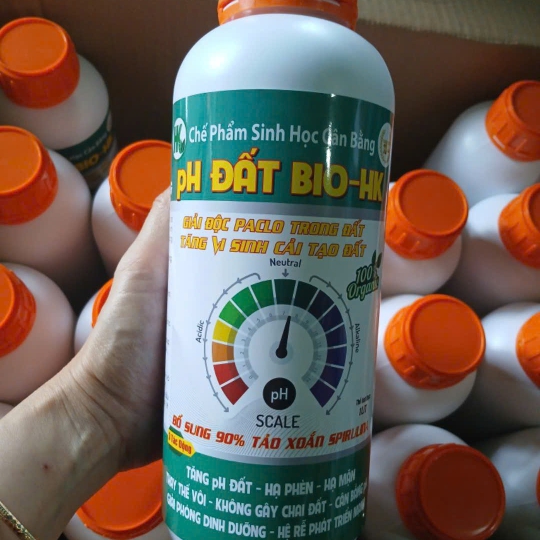 HK
Chế Phẩm Sinh Học Cân Bằng
pH ĐẤT BIO-HK
GIẢI ĐỘC PACLO TRONG ĐẤT
TĂNG VI SINH CẢI TẠO ĐẤT
Neutral
100%
Organic
Acidic
Alkaline
pH
SCALE
BỔ SUNG 90% TẢO XOẮN SPIRULINA
TĂNG pH ĐẤT - HẠ PHÈN - HẠ MẶN
THAY THẾ VÔI - KHÔNG GÂY CHAI ĐẤT - CÂN BẰNG
PHÓNG DINH DƯỠNG - HỆ RỄ PHÁT TRIỂN
BIO-HK